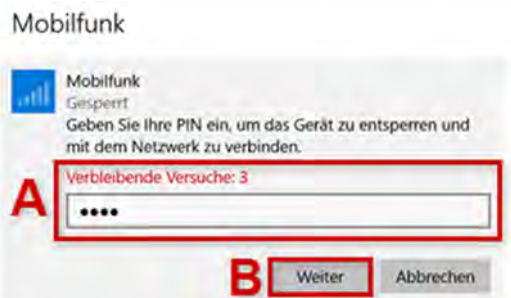 Mobilfunk
Mobilfunk
Gesperrt
Geben Sie Ihre PIN ein, um das Gerät zu entsperren und
mit dem Netzwerk zu verbinden.
A
Verbleibende Versuche: 3
••••
B
Weiter Abbrechen